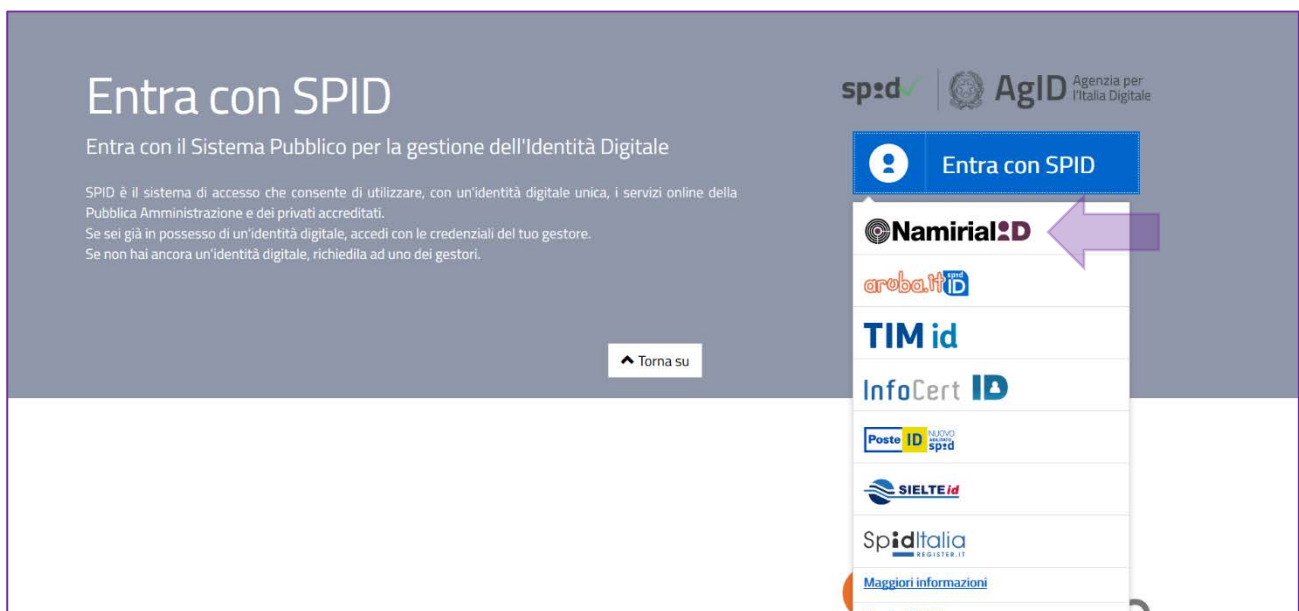 Entra con SPID
Entra con il Sistema Pubblico per la gestione dell'Identità Digitale
SPID è il sistema di accesso che consente di utilizzare, con un'identità digitale unica, i servizi online della
Pubblica Amministrazione e dei privati accreditati.
Se sei già in possesso di un'identità digitale, accedi con le credenziali del tuo gestore.
Se non hai ancora un'identità digitale, richiedila ad uno dei gestori.
Torna su
spid
AgID Agenzia per
l'Italia Digitale
Entra con SPID
Namirial ID
aruba.it spid ID
TIM id
InfoCert ID
Poste ID NUOVO
spid
SIELTE id
SpidItalia
REGISTER.IT
Maggiori informazioni